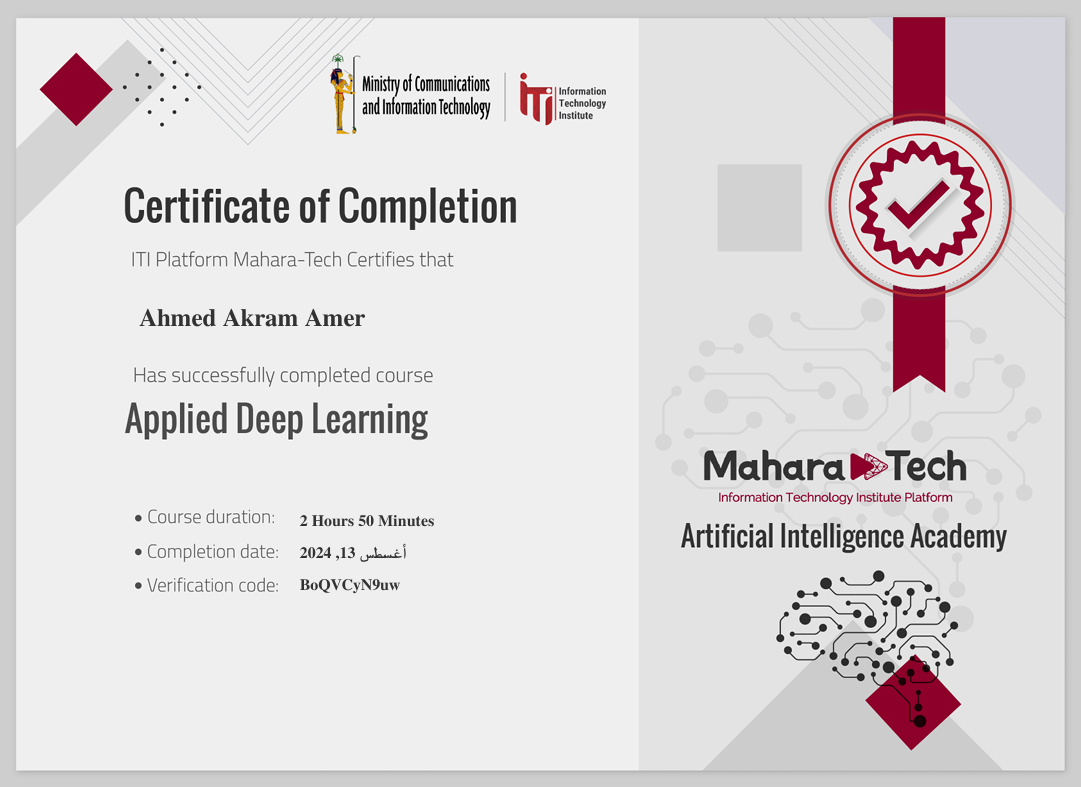 Ministry of Communications
and Information Technology
iTi
Information
Technology
Institute
Certificate of Completion
ITI Platform Mahara-Tech Certifies that
Ahmed Akram Amer
Has successfully completed course
Applied Deep Learning
• Course duration: 2 Hours 50 Minutes
• Completion date: 2024 ,13 أغسطس
• Verification code: BoQVCyN9uw
Mahara Tech
Information Technology Institute Platform
Artificial Intelligence Academy